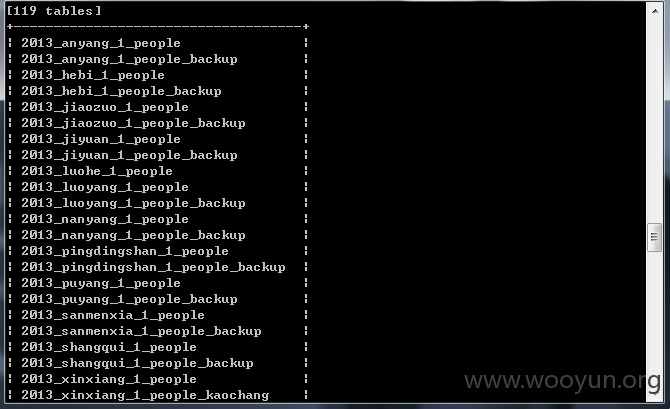 [119 tables]
+-----------------------------------+
¦ 2013_anyang_1_people ¦
¦ 2013_anyang_1_people_backup ¦
¦ 2013_hebi_1_people ¦
¦ 2013_hebi_1_people_backup ¦
¦ 2013_jiaozuo_1_people ¦
¦ 2013_jiaozuo_1_people_backup ¦
¦ 2013_jiyuan_1_people ¦
¦ 2013_jiyuan_1_people_backup ¦
¦ 2013_luohe_1_people ¦
¦ 2013_luoyang_1_people ¦
¦ 2013_luoyang_1_people_backup ¦
¦ 2013_nanyang_1_people ¦
¦ 2013_nanyang_1_people_backup ¦
¦ 2013_pingdingshan_1_people ¦
¦ 2013_pingdingshan_1_people_backup ¦
¦ 2013_puyang_1_people ¦
¦ 2013_puyang_1_people_backup ¦
¦ 2013_sanmenxia_1_people ¦
¦ 2013_sanmenxia_1_people_backup ¦
¦ 2013_shangqui_1_people ¦
¦ 2013_shangqui_1_people_backup ¦
¦ 2013_xinxiang_1_people ¦
¦ 2013_xinxiang_1_people_kaochang ¦
www.wooyun.org